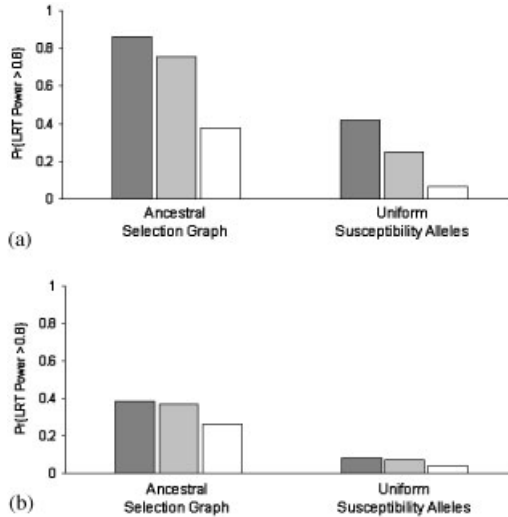 1
0.8
0.6
0.4
0.2
0
Pr(LRT Power >0.8)
Ancestral
Selection Graph
Uniform
Susceptibility Alleles
(a)
1
0.8
0.6
0.4
0.2
0
Pr(LRT Power >0.8)
Ancestral
Selection Graph
Uniform
Susceptibility Alleles
(b)